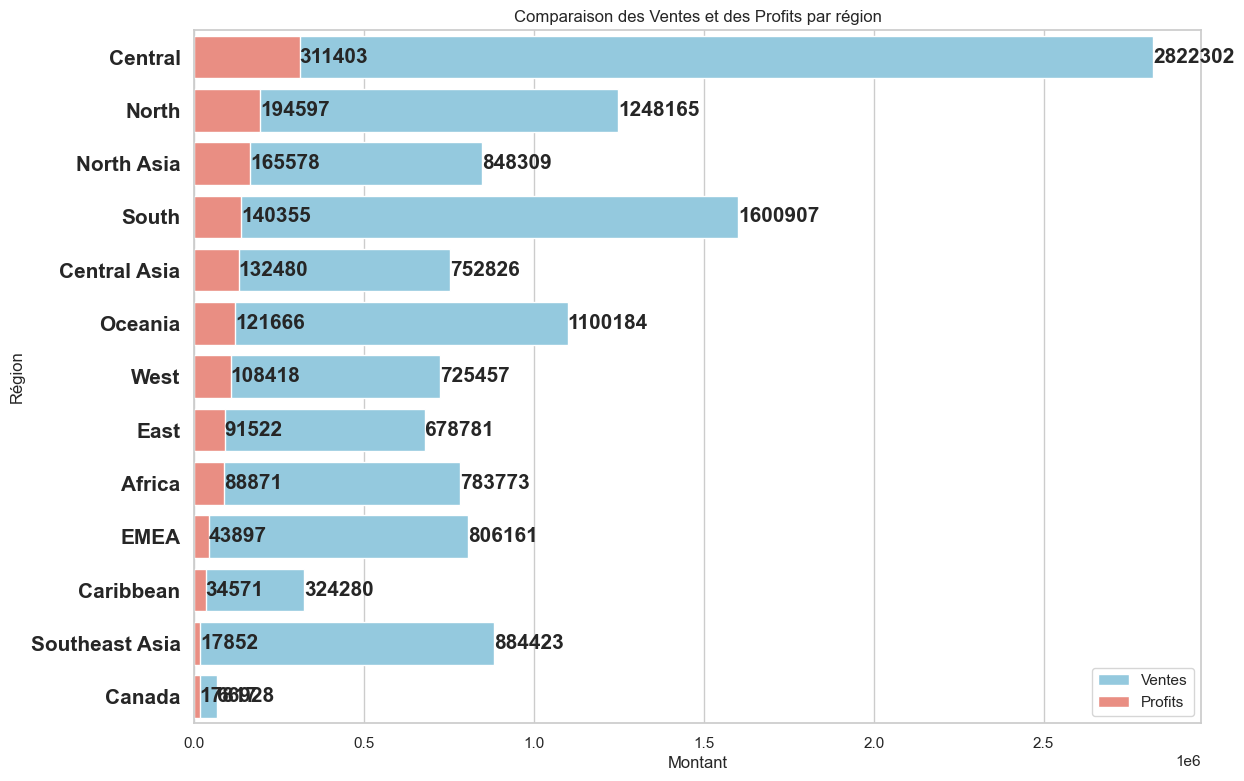 Comparaison des Ventes et des Profits par région
Région
Central 311403 2822302
North 194597 1248165
North Asia 165578 848309
South 140355 1600907
Central Asia 132480 752826
Oceania 121666 1100184
West 108418 725457
East 91522 678781
Africa 88871 783773
EMEA 43897 806161
Caribbean 34571 324280
Southeast Asia 17852 884423
Canada
Ventes
Profits
0.0 0.5 1.0 1.5 2.0 2.5
1e6
Montant